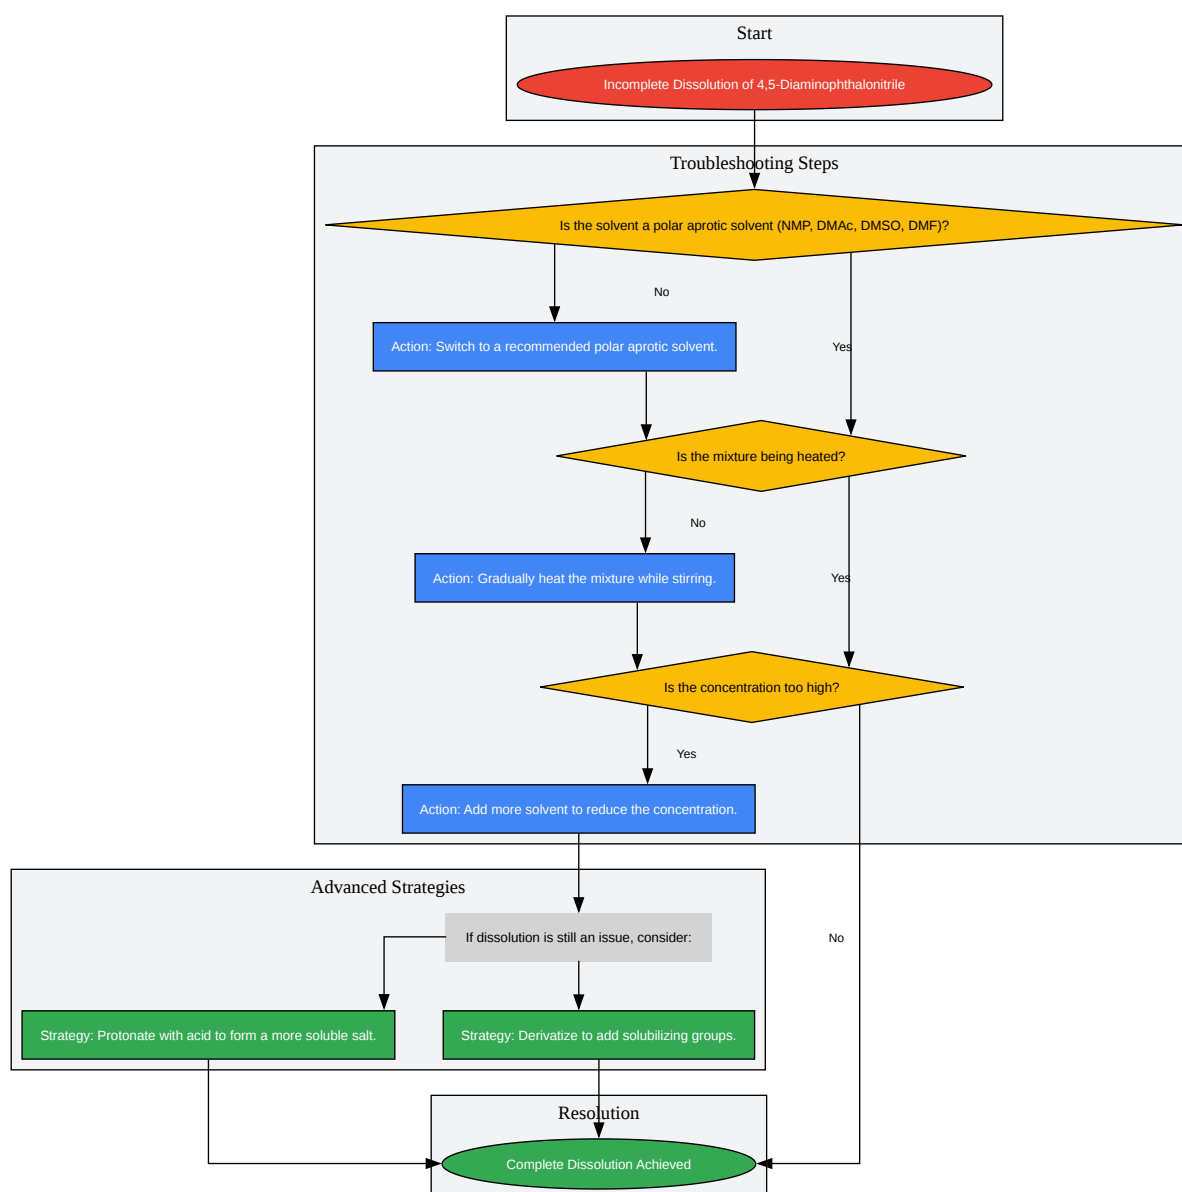 Start
Incomplete Dissolution of 4,5-Diaminophthalonitrile
Troubleshooting Steps
Is the solvent a polar aprotic solvent (NMP, DMAc, DMSO, DMF)?
No
Action: Switch to a recommended polar aprotic solvent.
Yes
Is the mixture being heated?
No
Action: Gradually heat the mixture while stirring.
Yes
Is the concentration too high?
Yes
Action: Add more solvent to reduce the concentration.
Advanced Strategies
If dissolution is still an issue, consider:
No
Strategy: Protonate with acid to form a more soluble salt.
Strategy: Derivatize to add solubilizing groups.
Resolution
Complete Dissolution Achieved